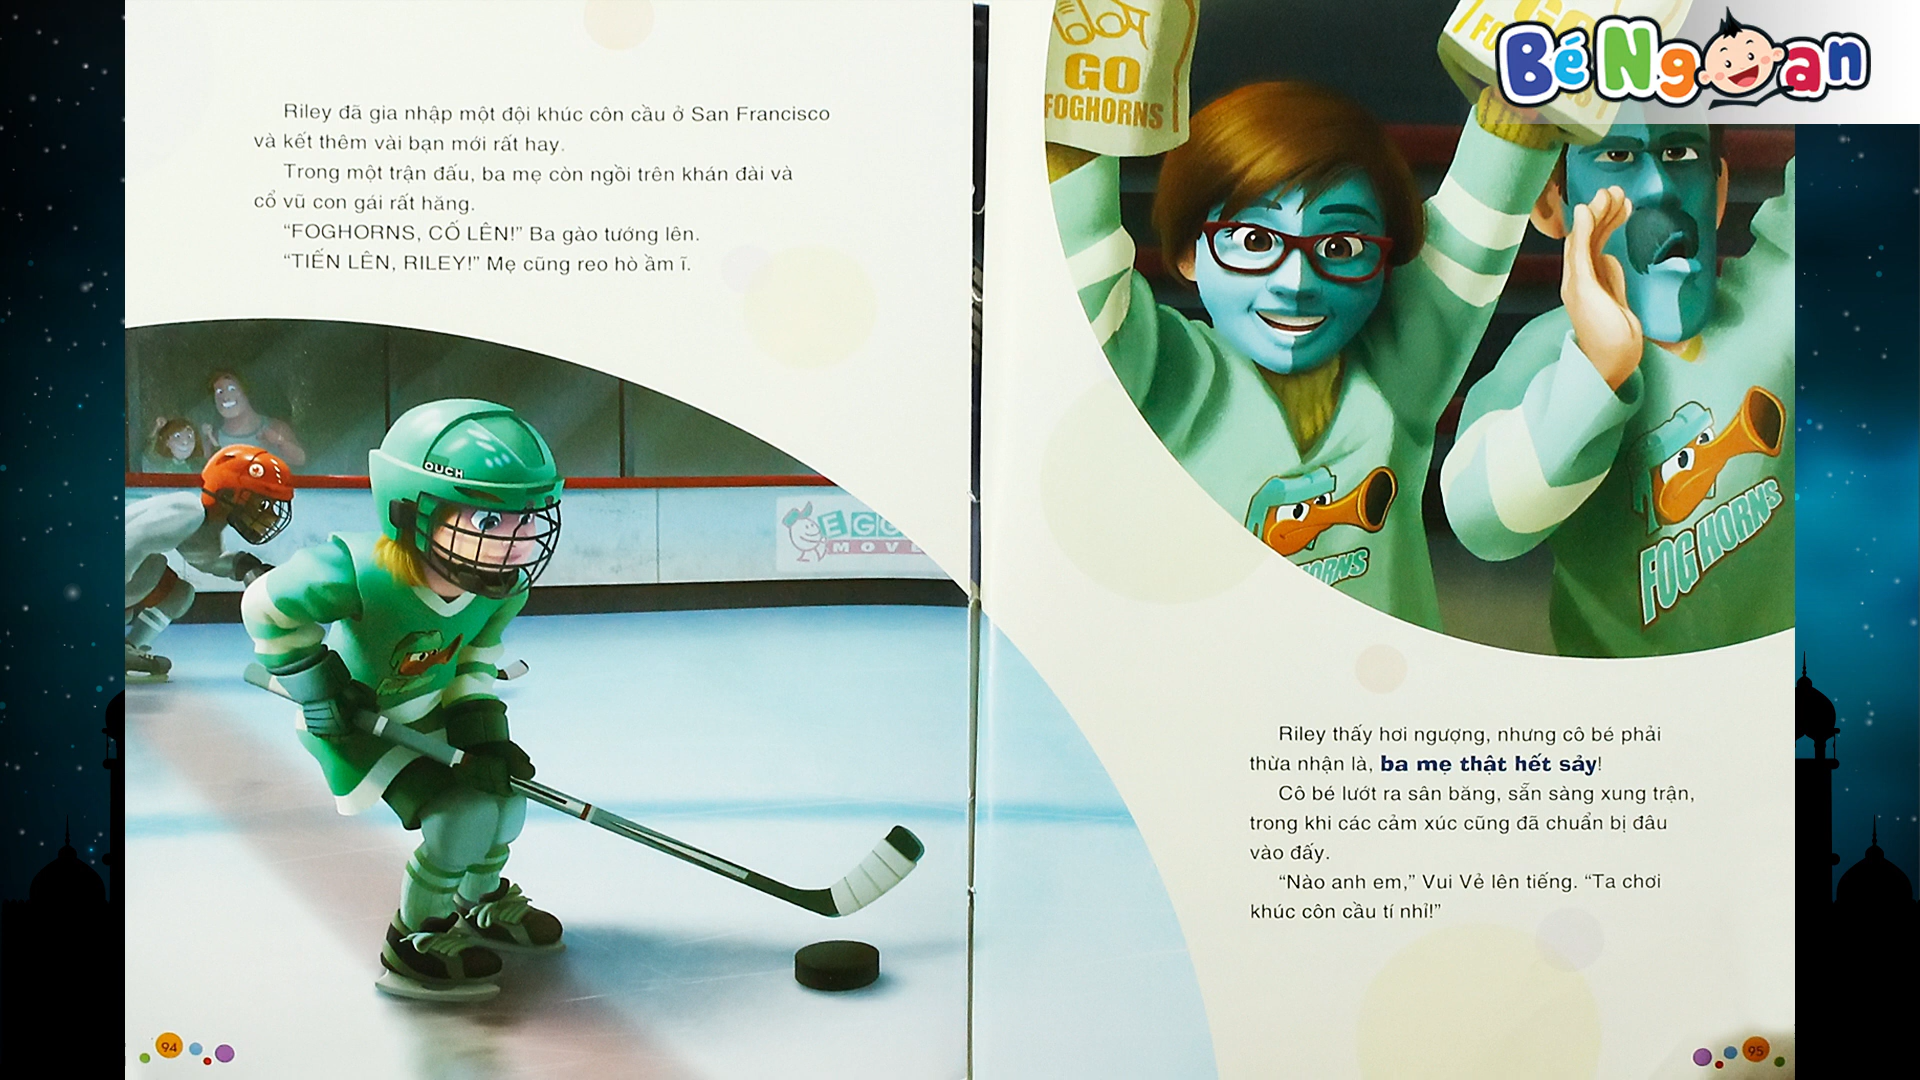 Riley đã gia nhập một đội khúc côn cầu ở San Francisco
và kết thêm vài bạn mới rất hay.
Trong một trận đấu, ba mẹ còn ngồi trên khán đài và
cổ vũ con gái rất hăng.
“FOGHORNS, CỐ LÊN!” Ba gào tướng lên.
“TIẾN LÊN, RILEY!” Mẹ cũng reo hò ầm ĩ.
OUCH
EGG
MOVE
94
GO
FOGHORNS
GO
Bé Ngoan
FOG HORNS
Riley thấy hơi ngượng, nhưng cô bé phải
thừa nhận là, ba mẹ thật hết sảy!
Cô bé lướt ra sân băng, sẵn sàng xung trận,
trong khi các cảm xúc cũng đã chuẩn bị đâu
vào đấy.
“Nào anh em,” Vui Vẻ lên tiếng. “Ta chơi
khúc côn cầu tí nhỉ!”
95